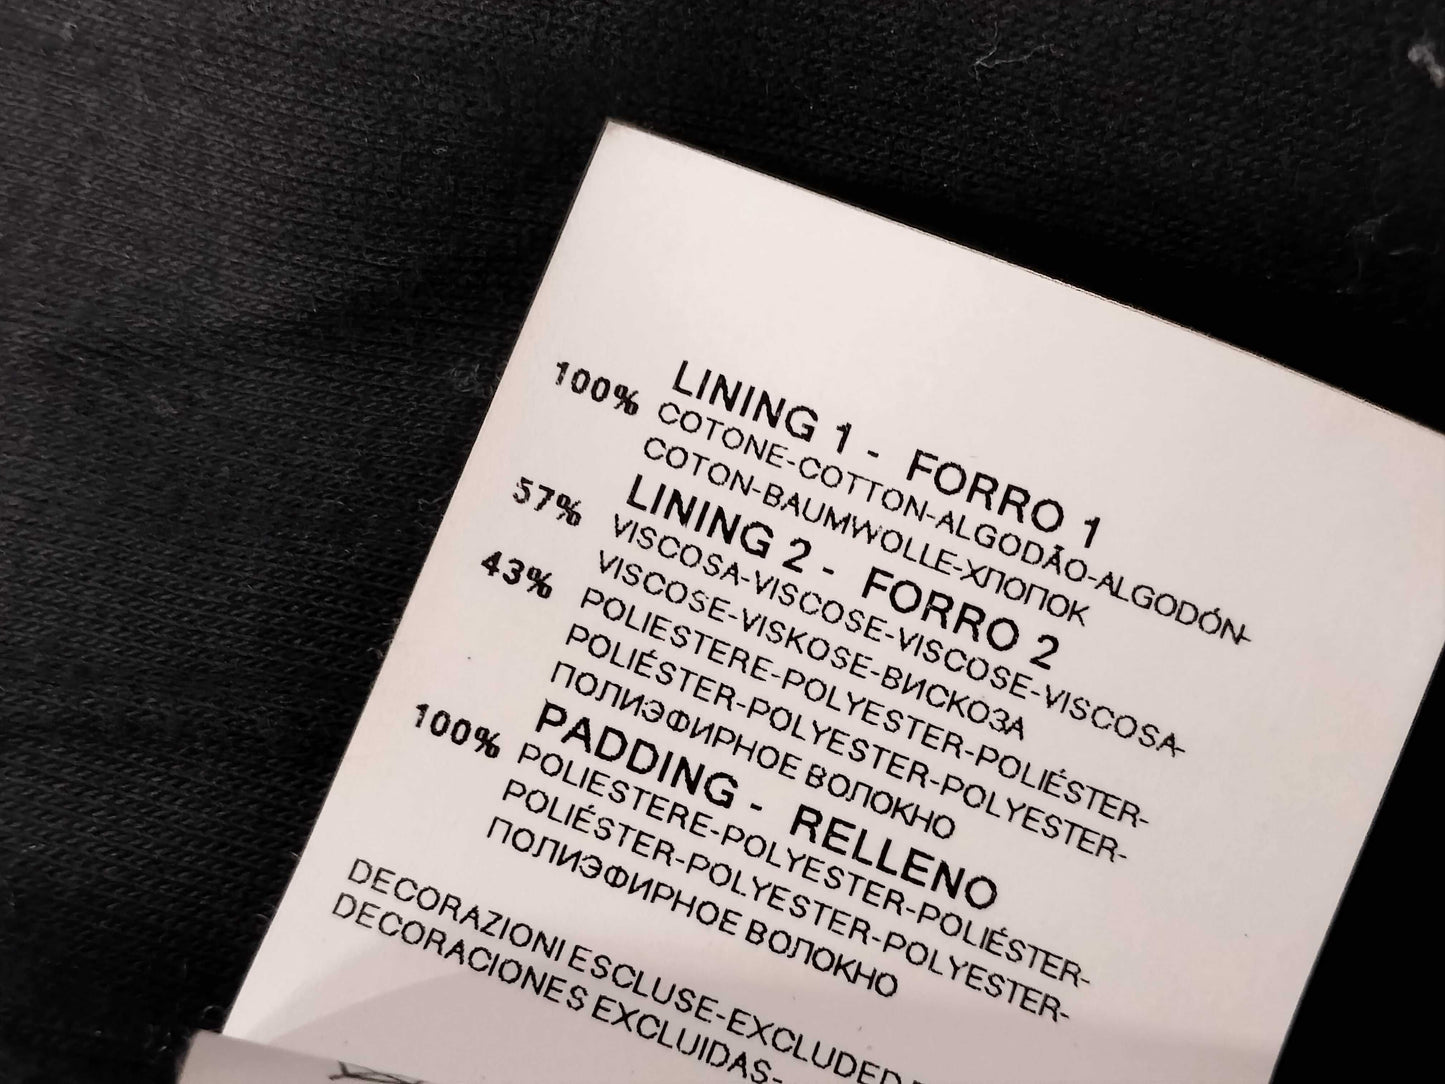 LINING 1 - FORRO 1
100% COTONE-COTTON-ALGODÃO-ALGODÓN-
COTON-BAUMWOLLE-ХЛОПОК
LINING 2 - FORRO 2
57% VISCOSA-VISCOSE-VISCOSE-VISCOSA-
VISCOSE-VISKOSE-ВИСКОЗА
43% POLIESTERE-POLYESTER-POLIÉSTER-
POLIÉSTER-POLYESTER-POLYESTER-
ПОЛИЭФИРНОЕ ВОЛОКНО
PADDING - RELLENO
100% POLIESTERE-POLYESTER-POLIÉSTER-
POLIÉSTER-POLYESTER-POLYESTER-
ПОЛИЭФИРНОЕ ВОЛОКНО
DECORAZIONI ESCLUSE-EXCLUDED
DECORACIONES EXCLUIDAS-